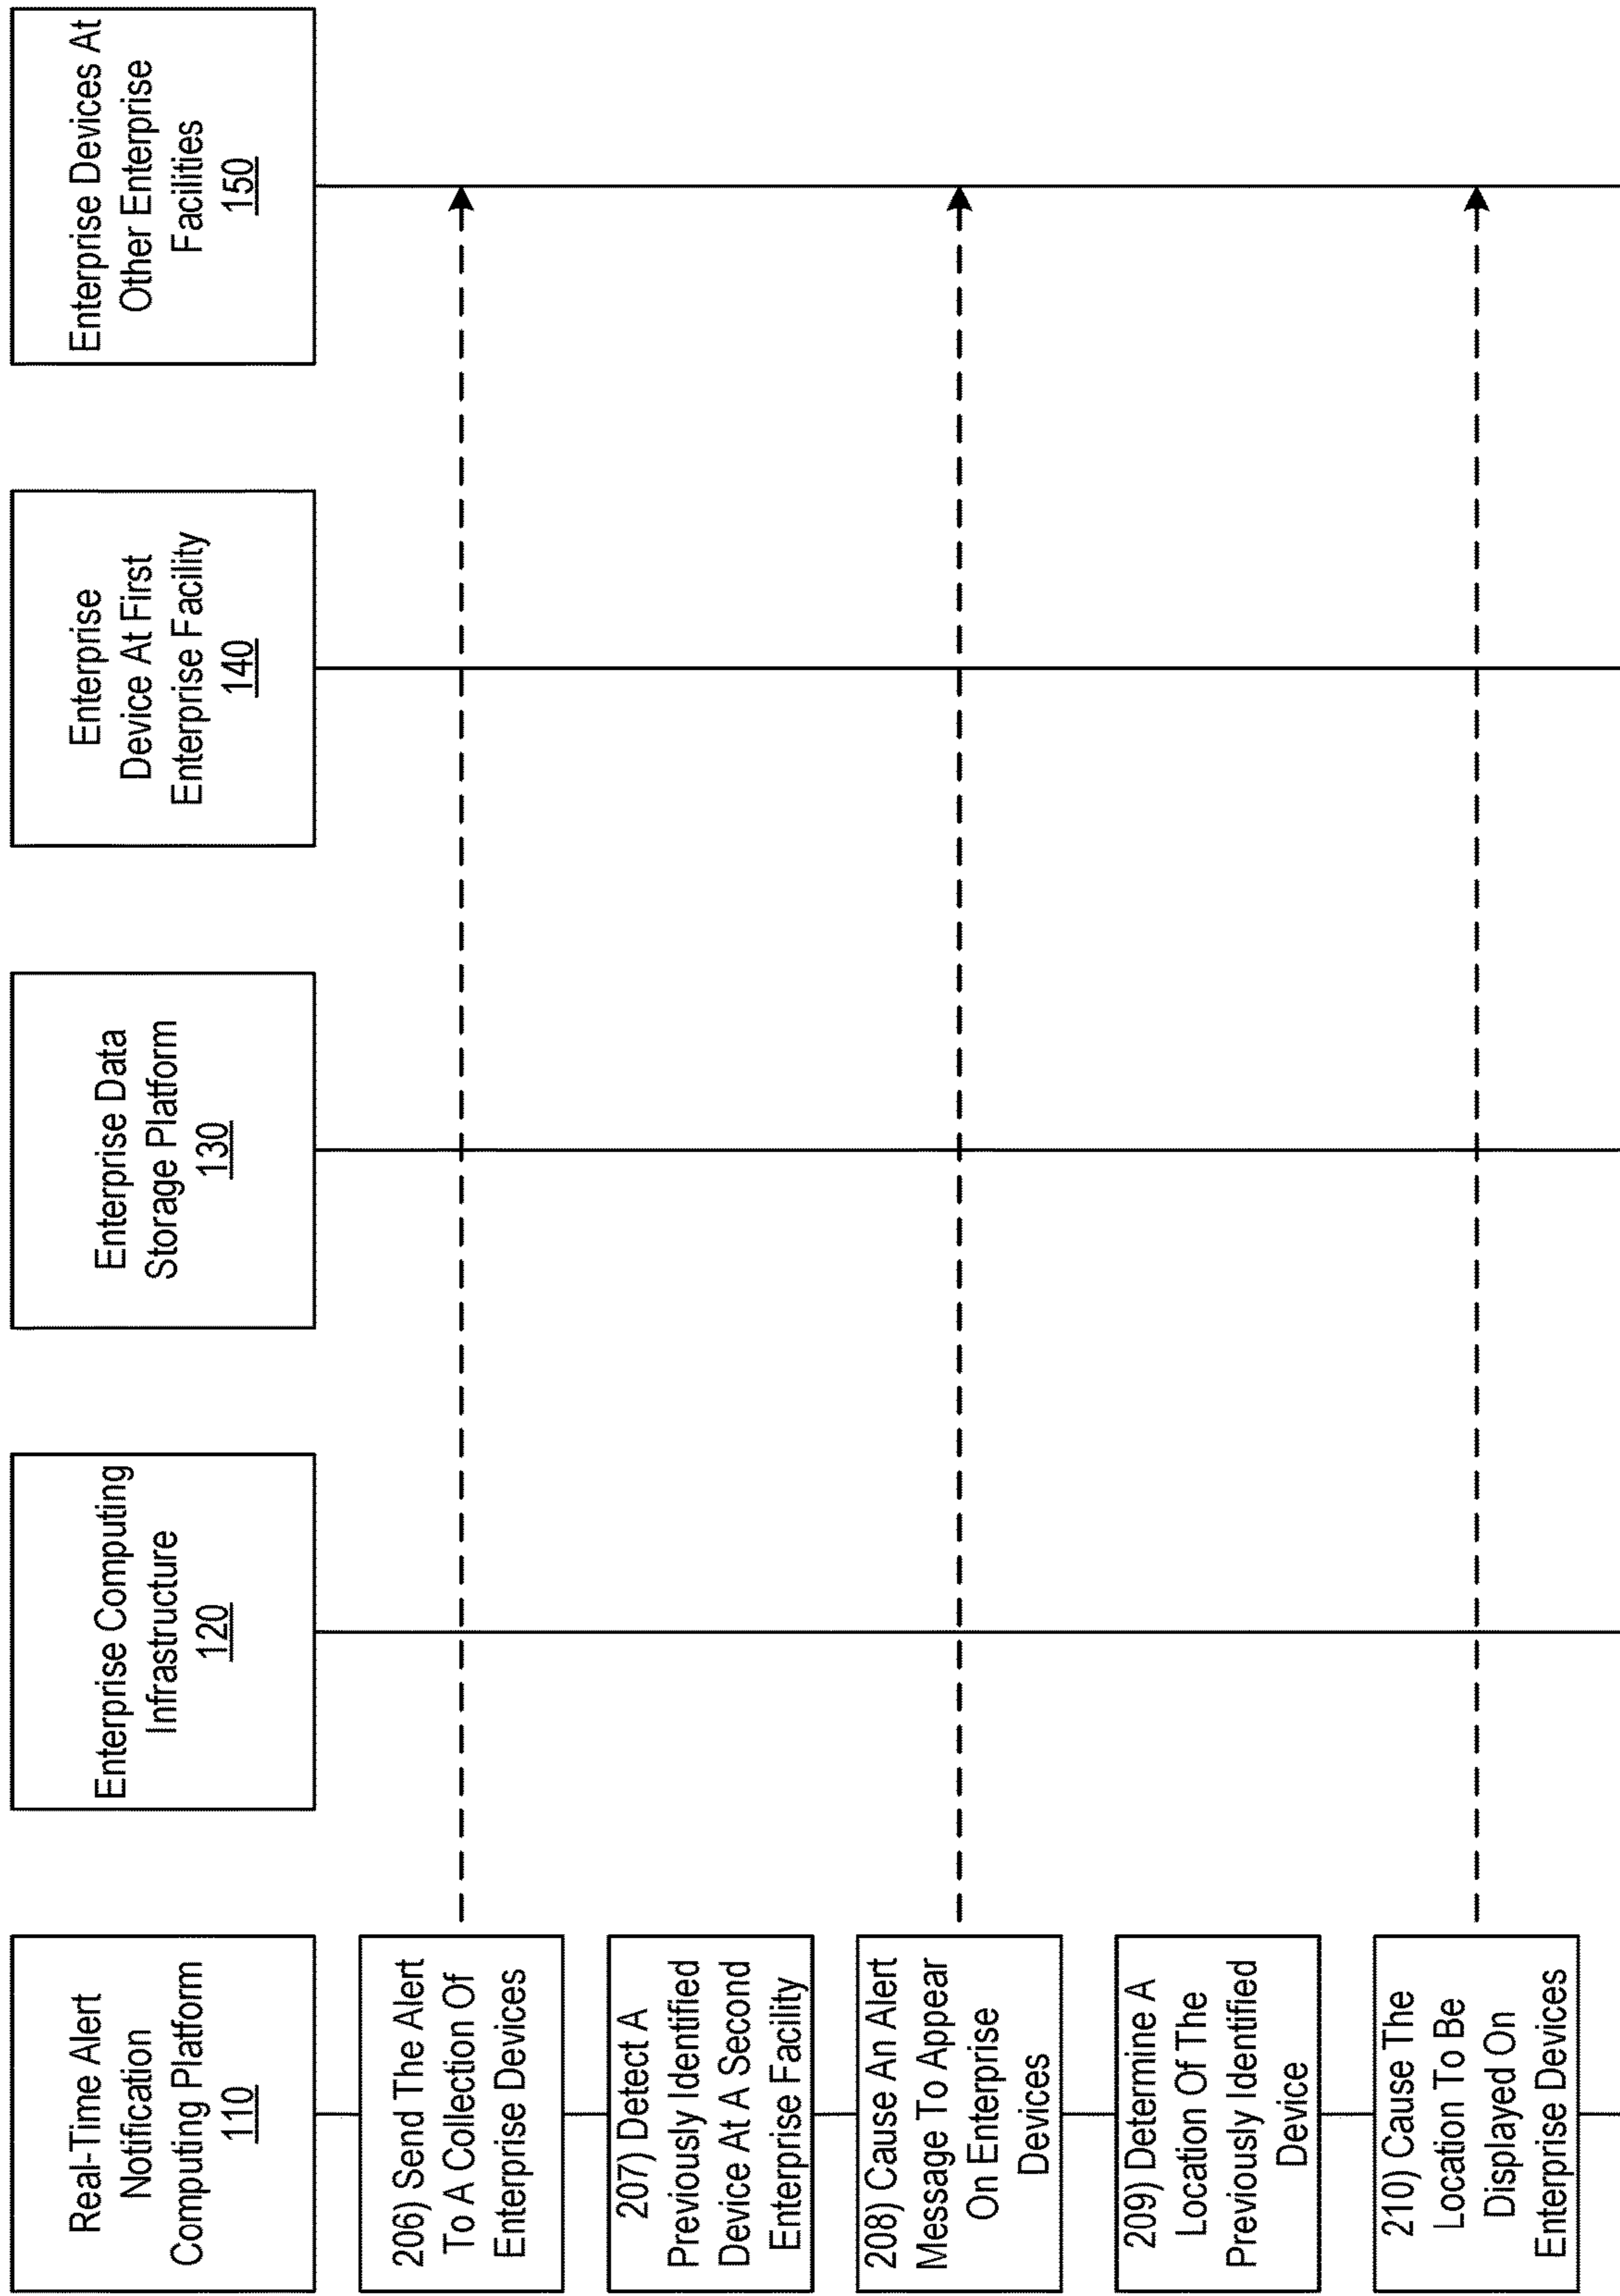 Real-Time Alert
Notification
Computing Platform
110
Enterprise Computing
Infrastructure
120
Enterprise Data
Storage Platform
130
Enterprise
Device At First
Enterprise Facility
140
Enterprise Devices At
Other Enterprise
Facilities
150
206) Send The Alert
To A Collection Of
Enterprise Devices
207) Detect A
Previously Identified
Device At A Second
Enterprise Facility
208) Cause An Alert
Message To Appear
On Enterprise
Devices
209) Determine A
Location Of The
Previously Identified
Device
210) Cause The
Location To Be
Displayed On
Enterprise Devices